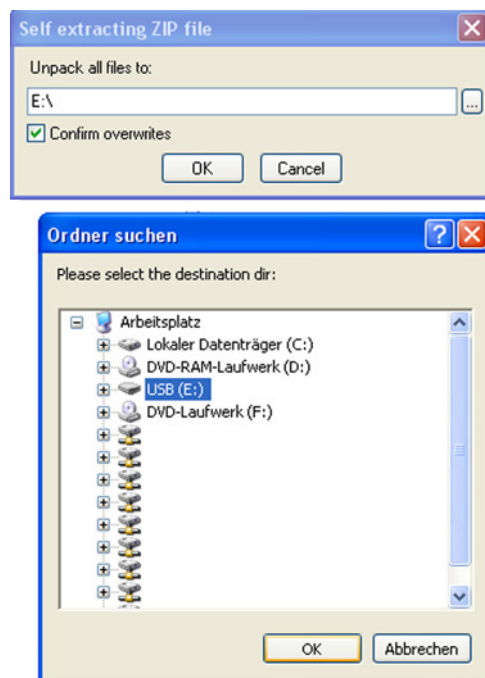 Self extracting ZIP file
Unpack all files to:
E:\
...
Confirm overwrites
OK Cancel
Ordner suchen
?
Please select the destination dir:
Arbeitsplatz
Lokaler Datenträger (C:)
DVD-RAM-Laufwerk (D:)
USB (E:)
DVD-Laufwerk (F:)
OK Abbrechen